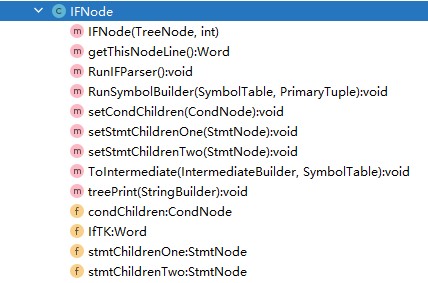 IFNode
IFNode(TreeNode, int)
getThisNodeLine():Word
RunIFParser():void
RunSymbolBuilder(SymbolTable, PrimaryTuple):void
setCondChildren(CondNode):void
setStmtChildrenOne(StmtNode):void
setStmtChildrenTwo(StmtNode):void
ToIntermediate(IntermediateBuilder, SymbolTable):void
treePrint(StringBuilder):void
condChildren:CondNode
IfTK:Word
stmtChildrenOne:StmtNode
stmtChildrenTwo:StmtNode